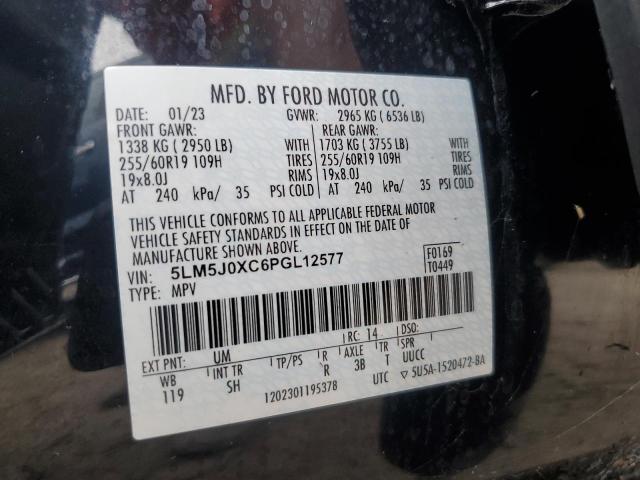 MFD. BY FORD MOTOR CO.
DATE: 01/23 GVWR: 2965 KG ( 6536 LB)
FRONT GAWR: REAR GAWR:
1338 KG ( 2950 LB) 1703 KG ( 3755 LB)
255/60R19 109H TIRES 255/60R19 109H TIRES
19x8.0J RIMS 19x8.0J RIMS
AT 240 kPa/ 35 PSI COLD AT 240 kPa/ 35 PSI COLD
THIS VEHICLE CONFORMS TO ALL APPLICABLE FEDERAL MOTOR
VEHICLE SAFETY STANDARDS IN EFFECT ON THE DATE OF
MANUFACTURE SHOWN ABOVE.
VIN: 5LM5J0XC6PGL12577 F0169
TYPE: MPV T0449
EXT PNT: UM RC: 14 DSO:
WB INT TR TP/PS R AXLE TR SPR
119 SH R 3B T UUCC
1202301195378 UTC ▽ 5U5A-1520472-BA